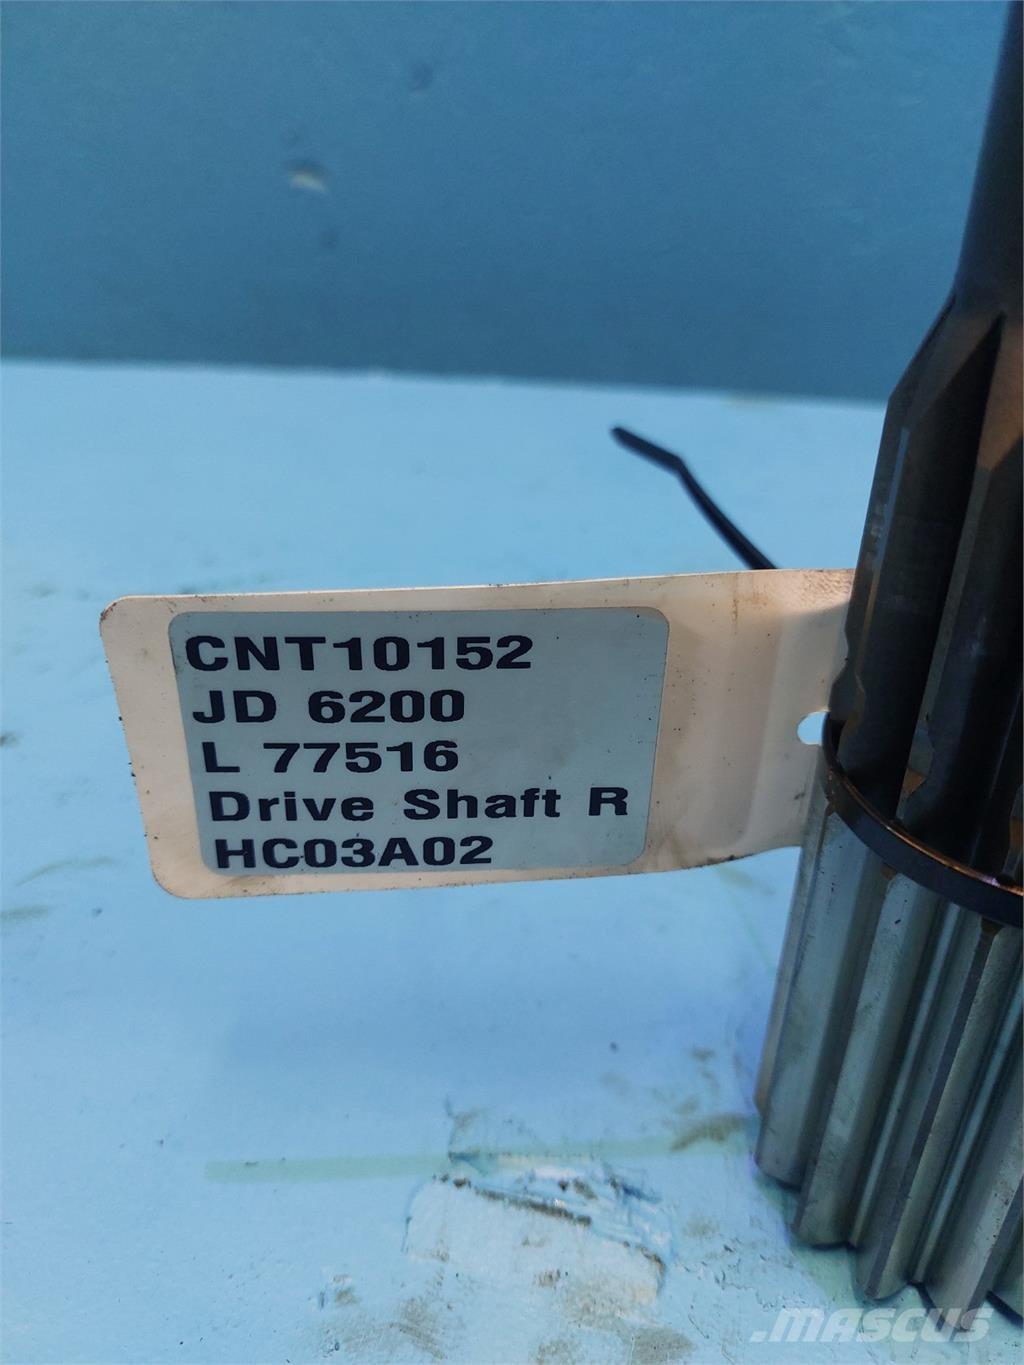 CNT10152
JD 6200
L 77516
Drive Shaft R
HC03A02
.MASCUS